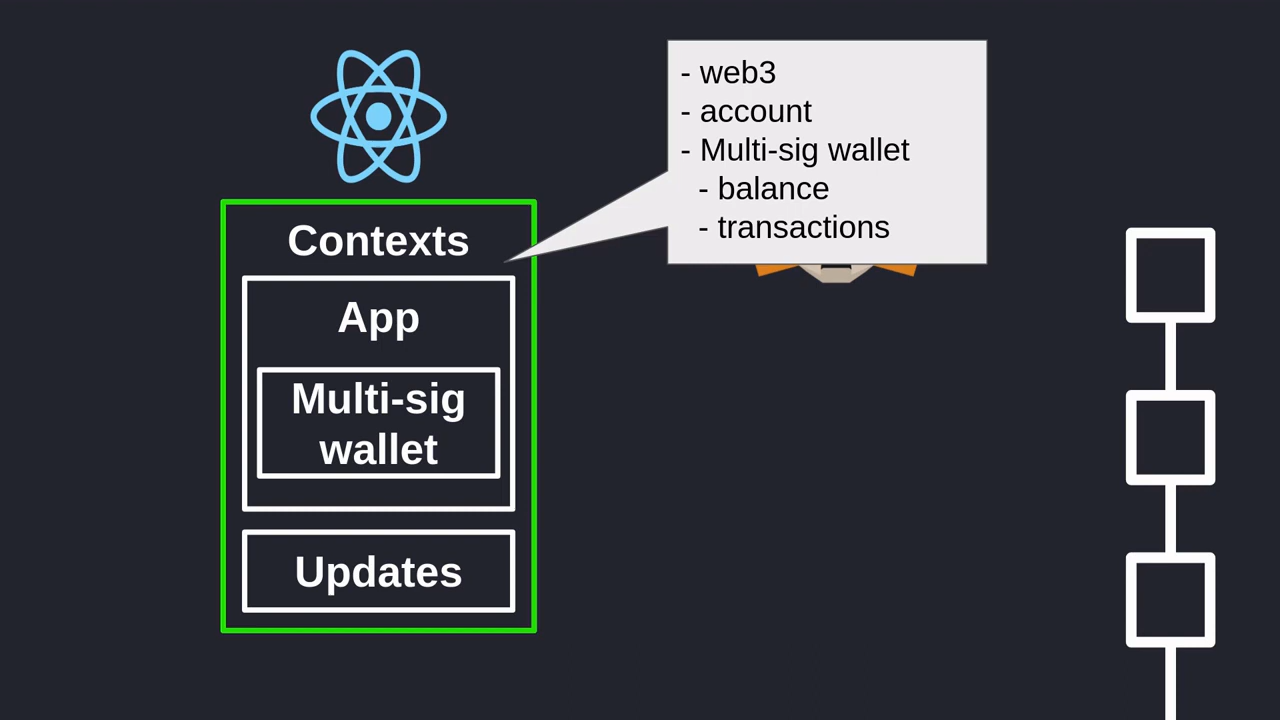 - web3
- account
- Multi-sig wallet
- balance
- transactions
Contexts
App
Multi-sig
wallet
Updates